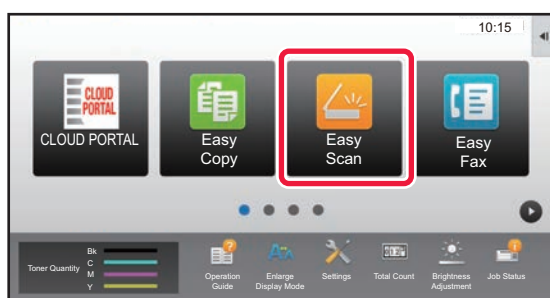 10:15
CLOUD
PORTAL
CLOUD PORTAL
Easy
Copy
Easy
Scan
Easy
Fax
Toner Quantity
Bk
C
M
Y
Operation
Guide
Enlarge
Display Mode
Settings
Total Count
Brightness
Adjustment
Job Status